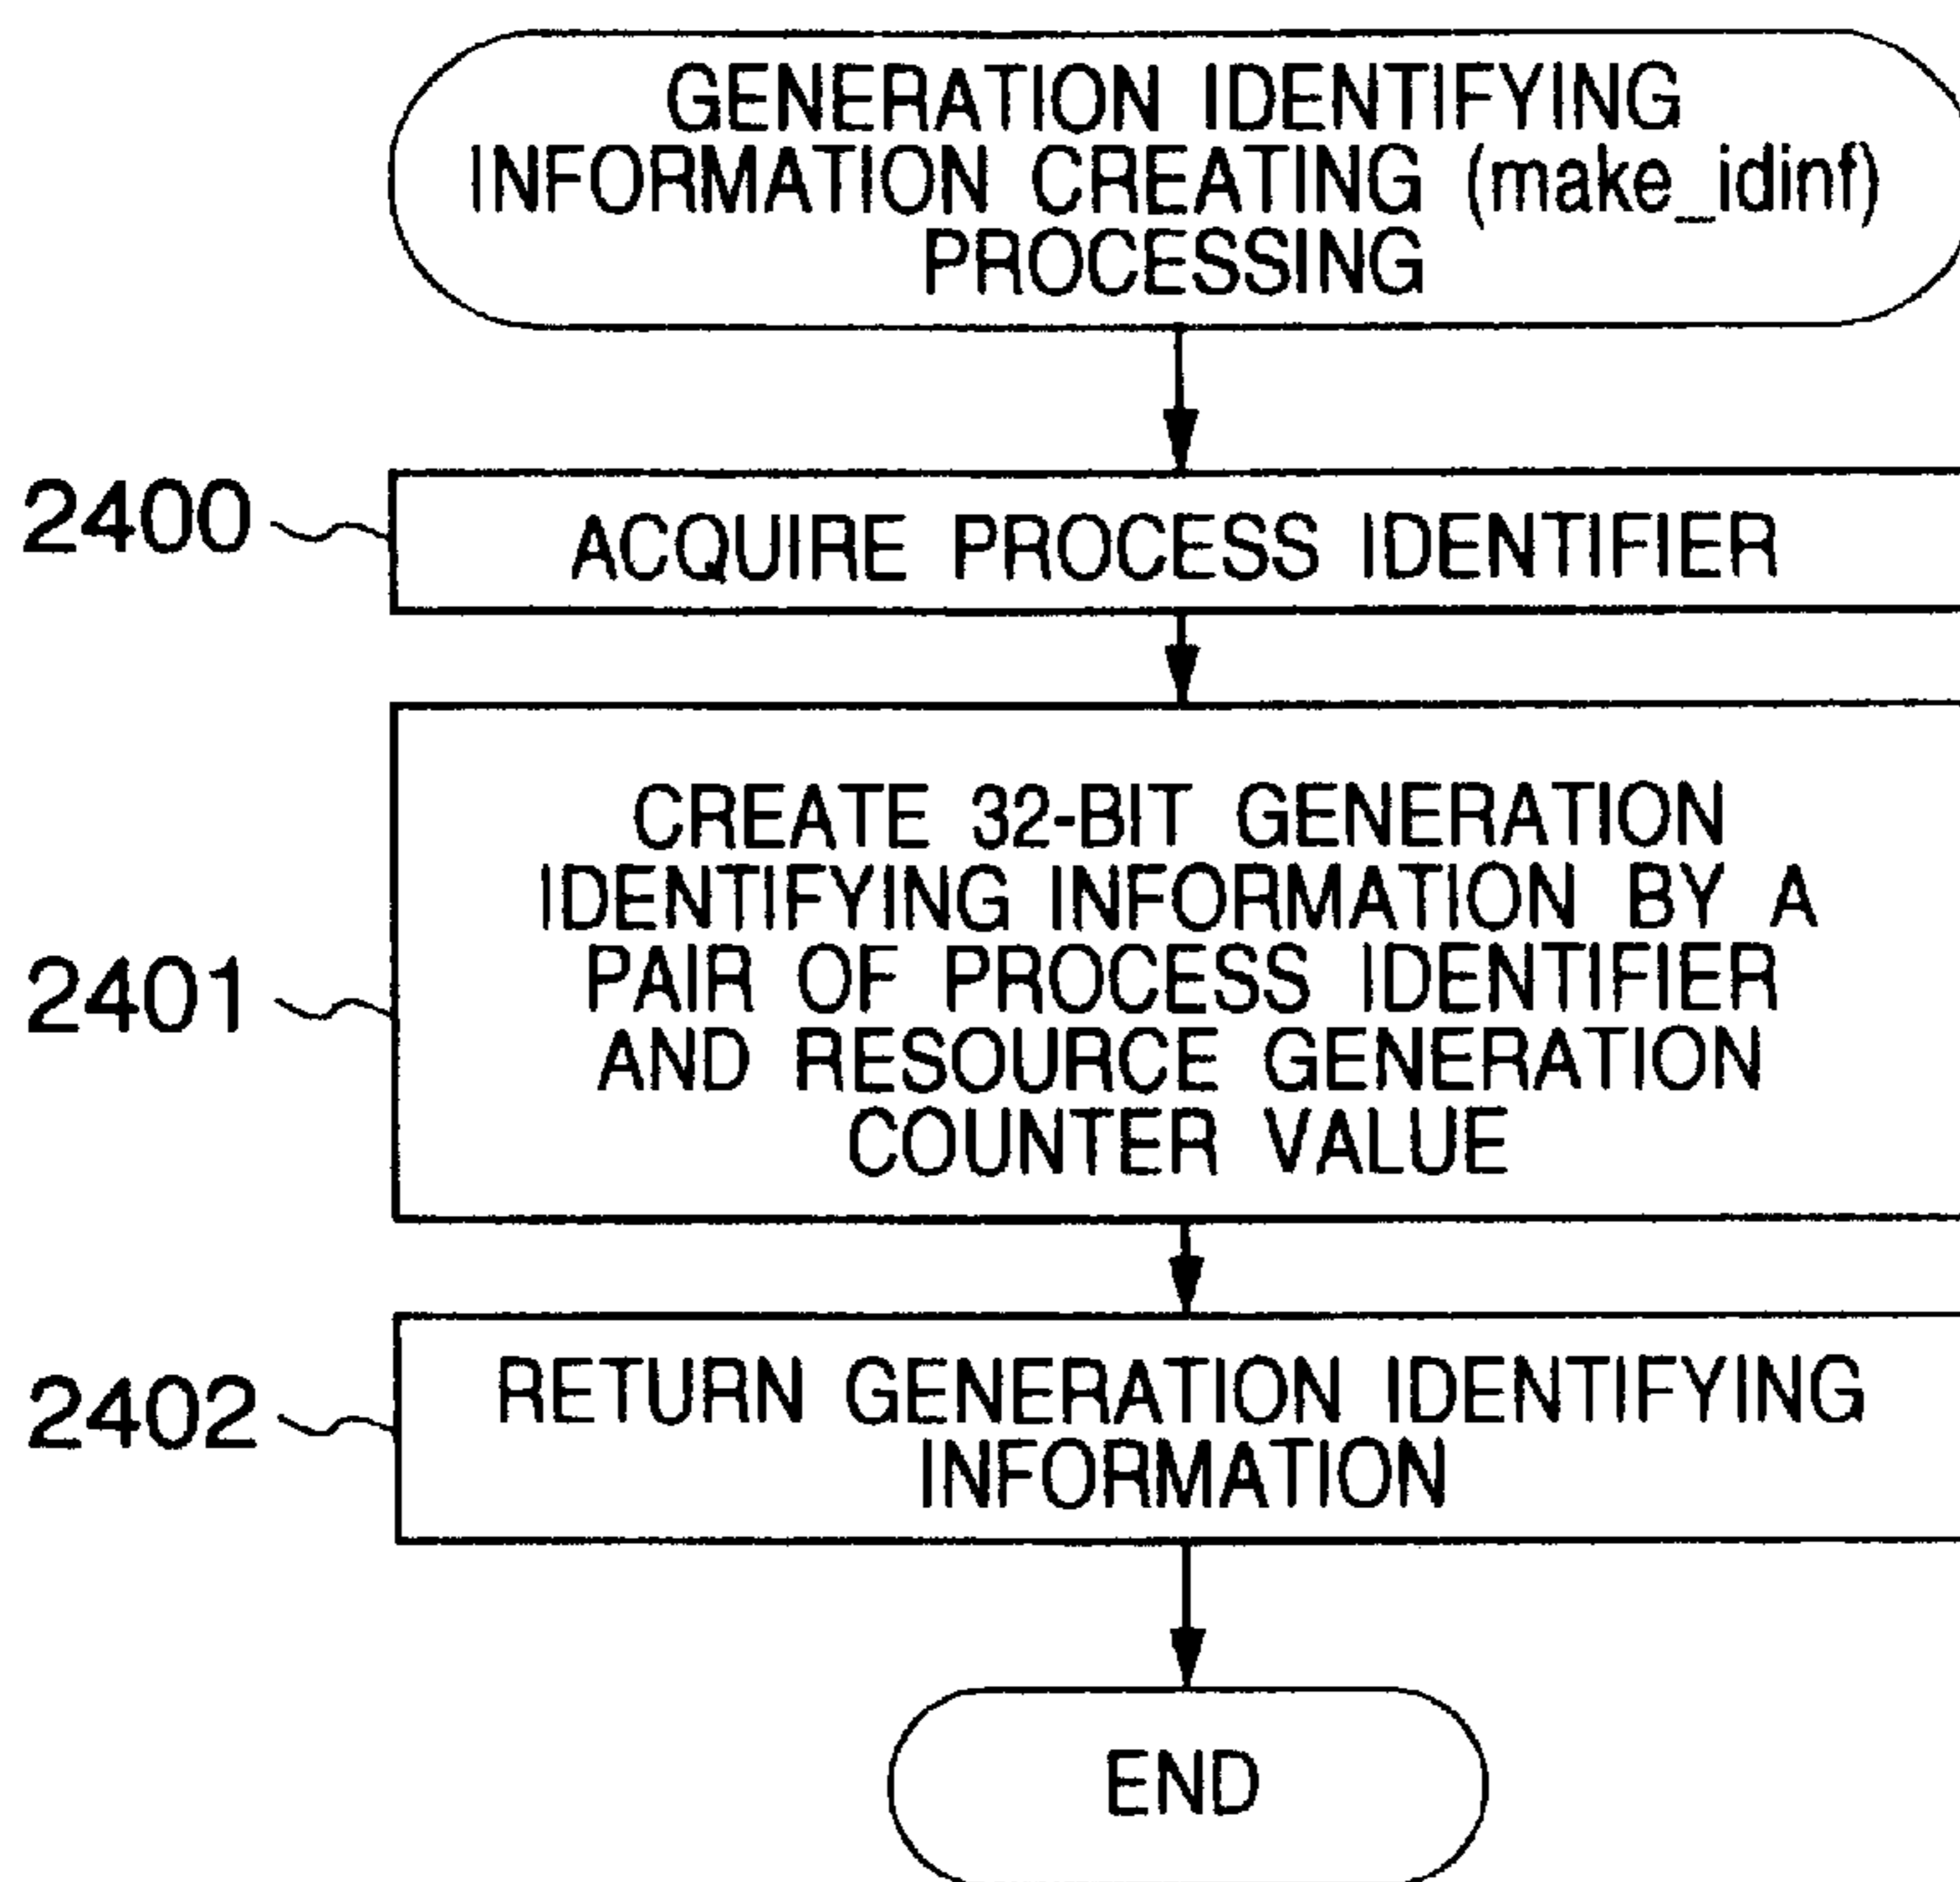 GENERATION IDENTIFYING
INFORMATION CREATING (make_idinf)
PROCESSING
2400
ACQUIRE PROCESS IDENTIFIER
2401
CREATE 32-BIT GENERATION
IDENTIFYING INFORMATION BY A
PAIR OF PROCESS IDENTIFIER
AND RESOURCE GENERATION
COUNTER VALUE
2402
RETURN GENERATION IDENTIFYING
INFORMATION
END